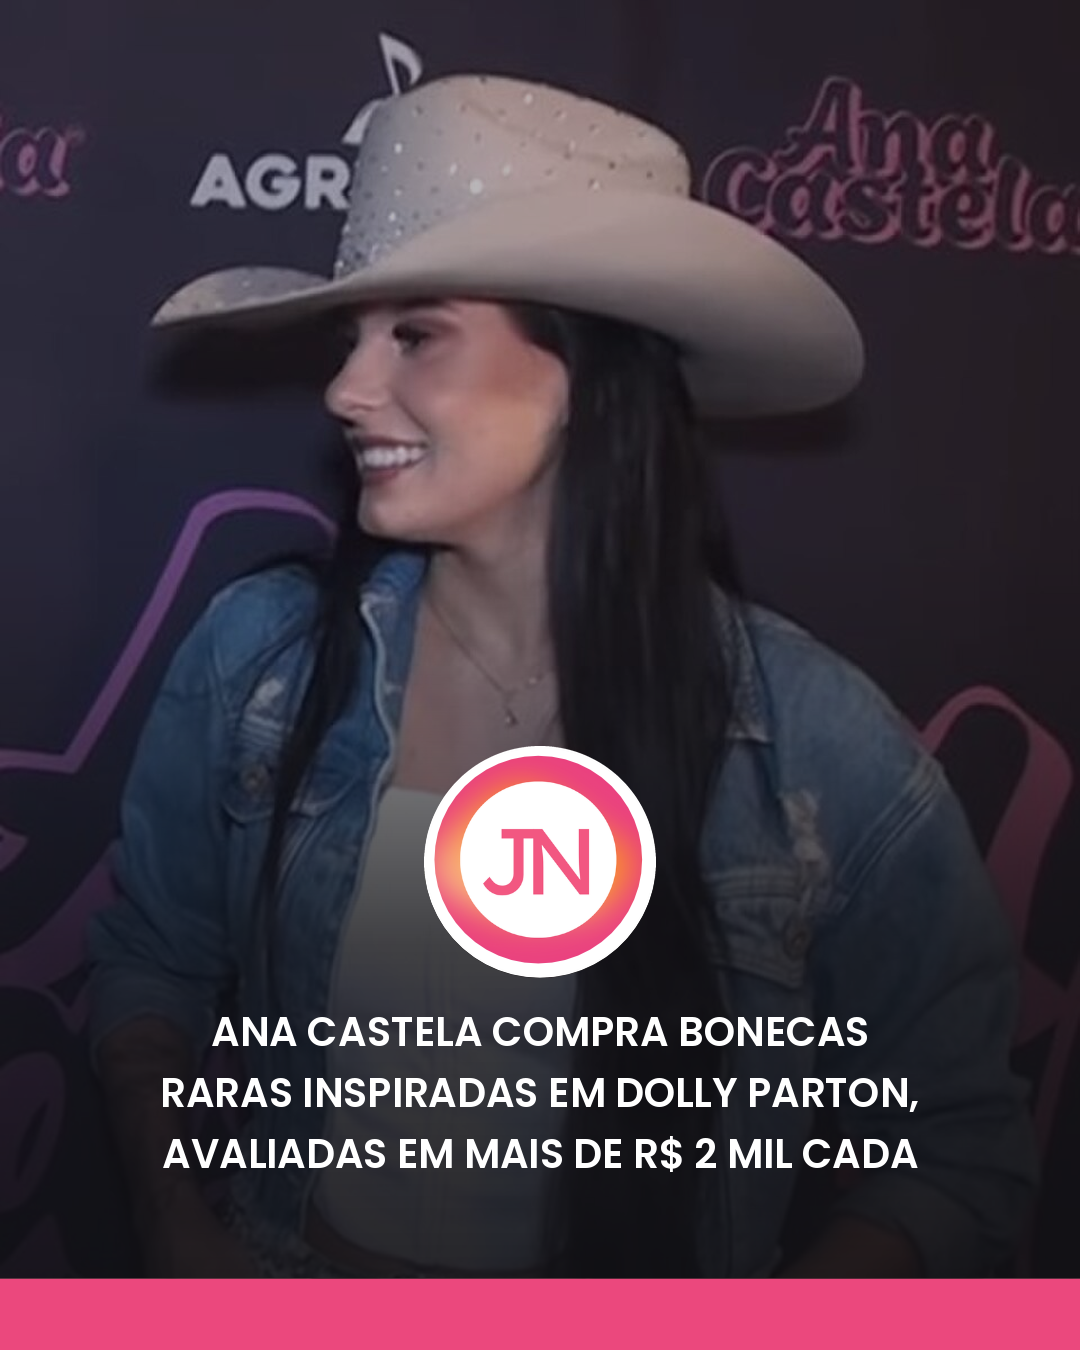 AGR
Ana
Castela
a
JN
ANA CASTELA COMPRA BONECAS
RARAS INSPIRADAS EM DOLLY PARTON,
AVALIADAS EM MAIS DE R$ 2 MIL CADA